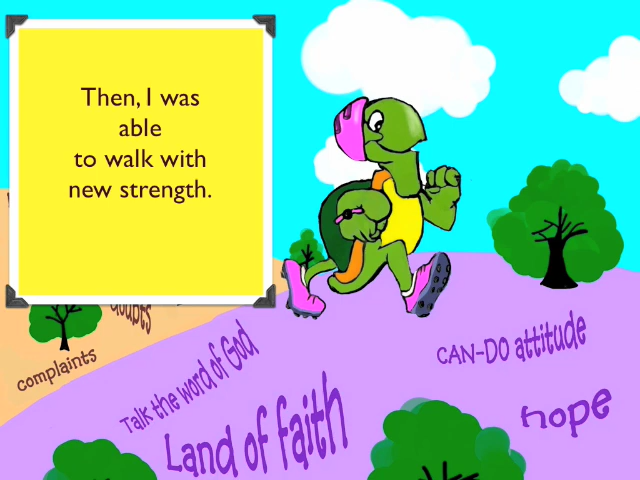 Then, I was
able
to walk with
new strength.
doubts
complaints
Talk the word of God
CAN-DO attitude
Land of faith
hope